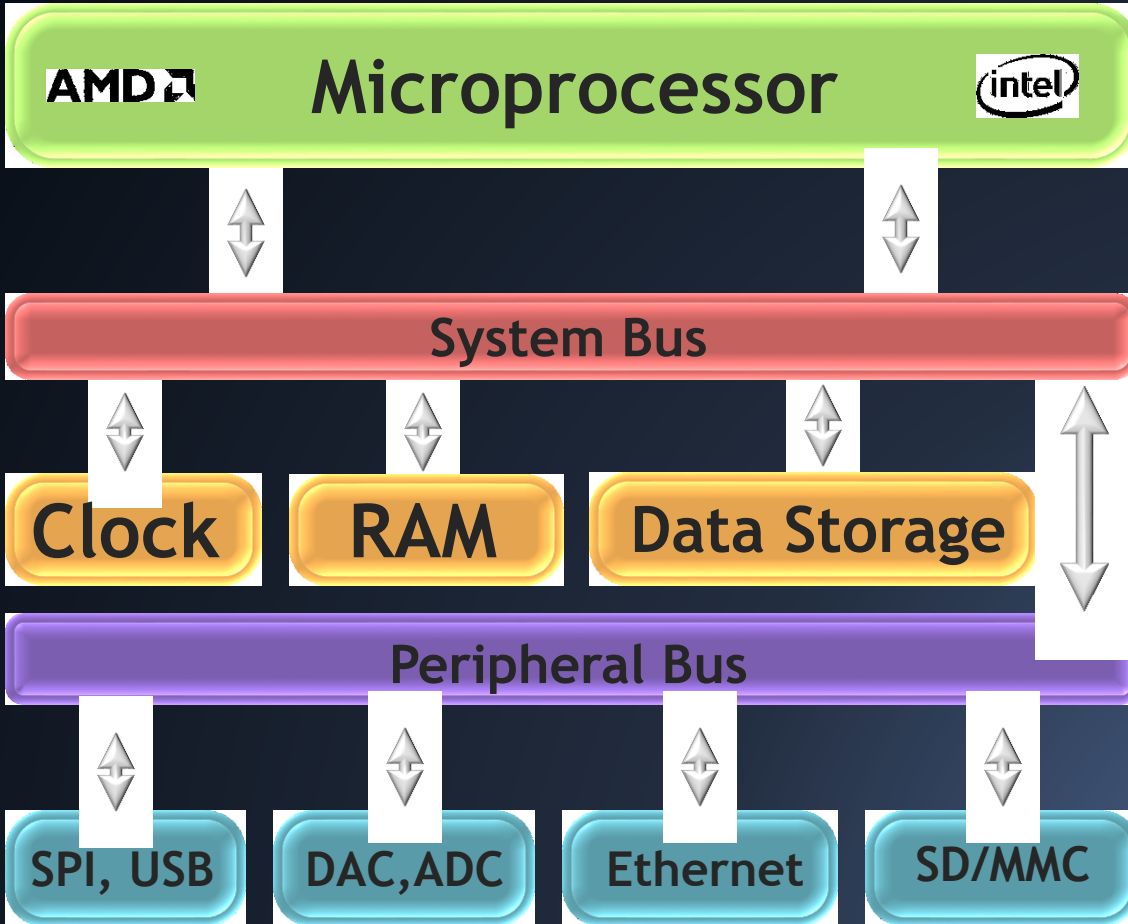 AMD
Microprocessor
intel
System Bus
Clock
RAM
Data Storage
Peripheral Bus
SPI, USB
DAC,ADC
Ethernet
SD/MMC